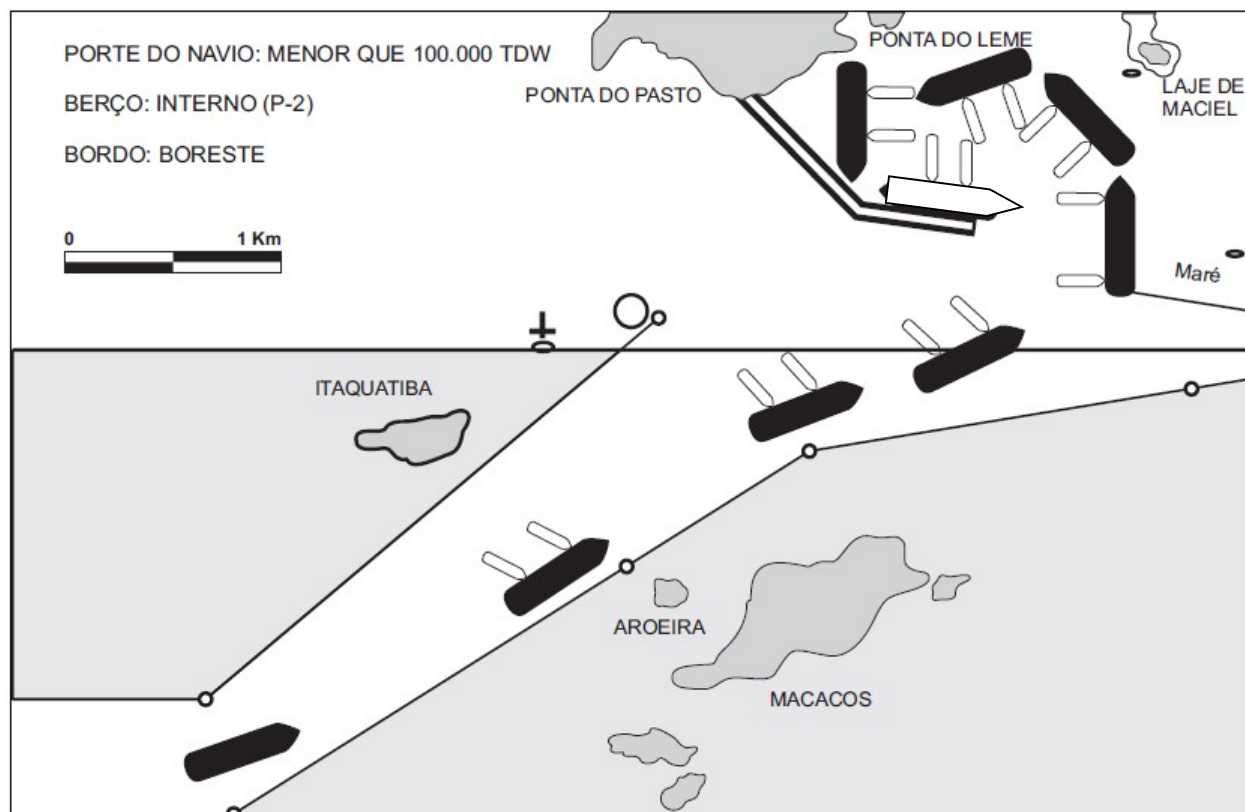 PORTE DO NAVIO: MENOR QUE 100.000 TDW
BERÇO: INTERNO (P-2)
BORDO: BORESTE
0 1 Km
PONTA DO LEME
PONTA DO PASTO
LAJE DE
MACIEL
Maré
ITAQUATIBA
AROEIRA
MACACOS